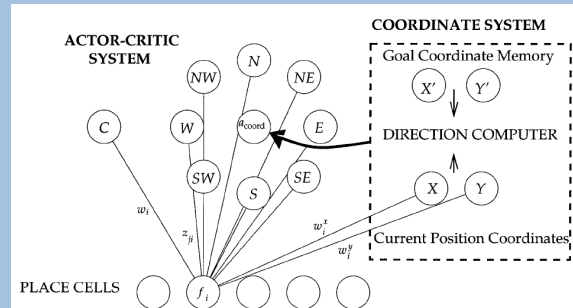 COORDINATE SYSTEM
ACTOR-CRITIC
SYSTEM
Goal Coordinate Memory
N
NW
NE
X′
Y′
C
W
a_coord
E
DIRECTION COMPUTER
SW
S
SE
X
Y
w_i
z_ji
w_i^x
w_i^y
Current Position Coordinates
PLACE CELLS
f_i